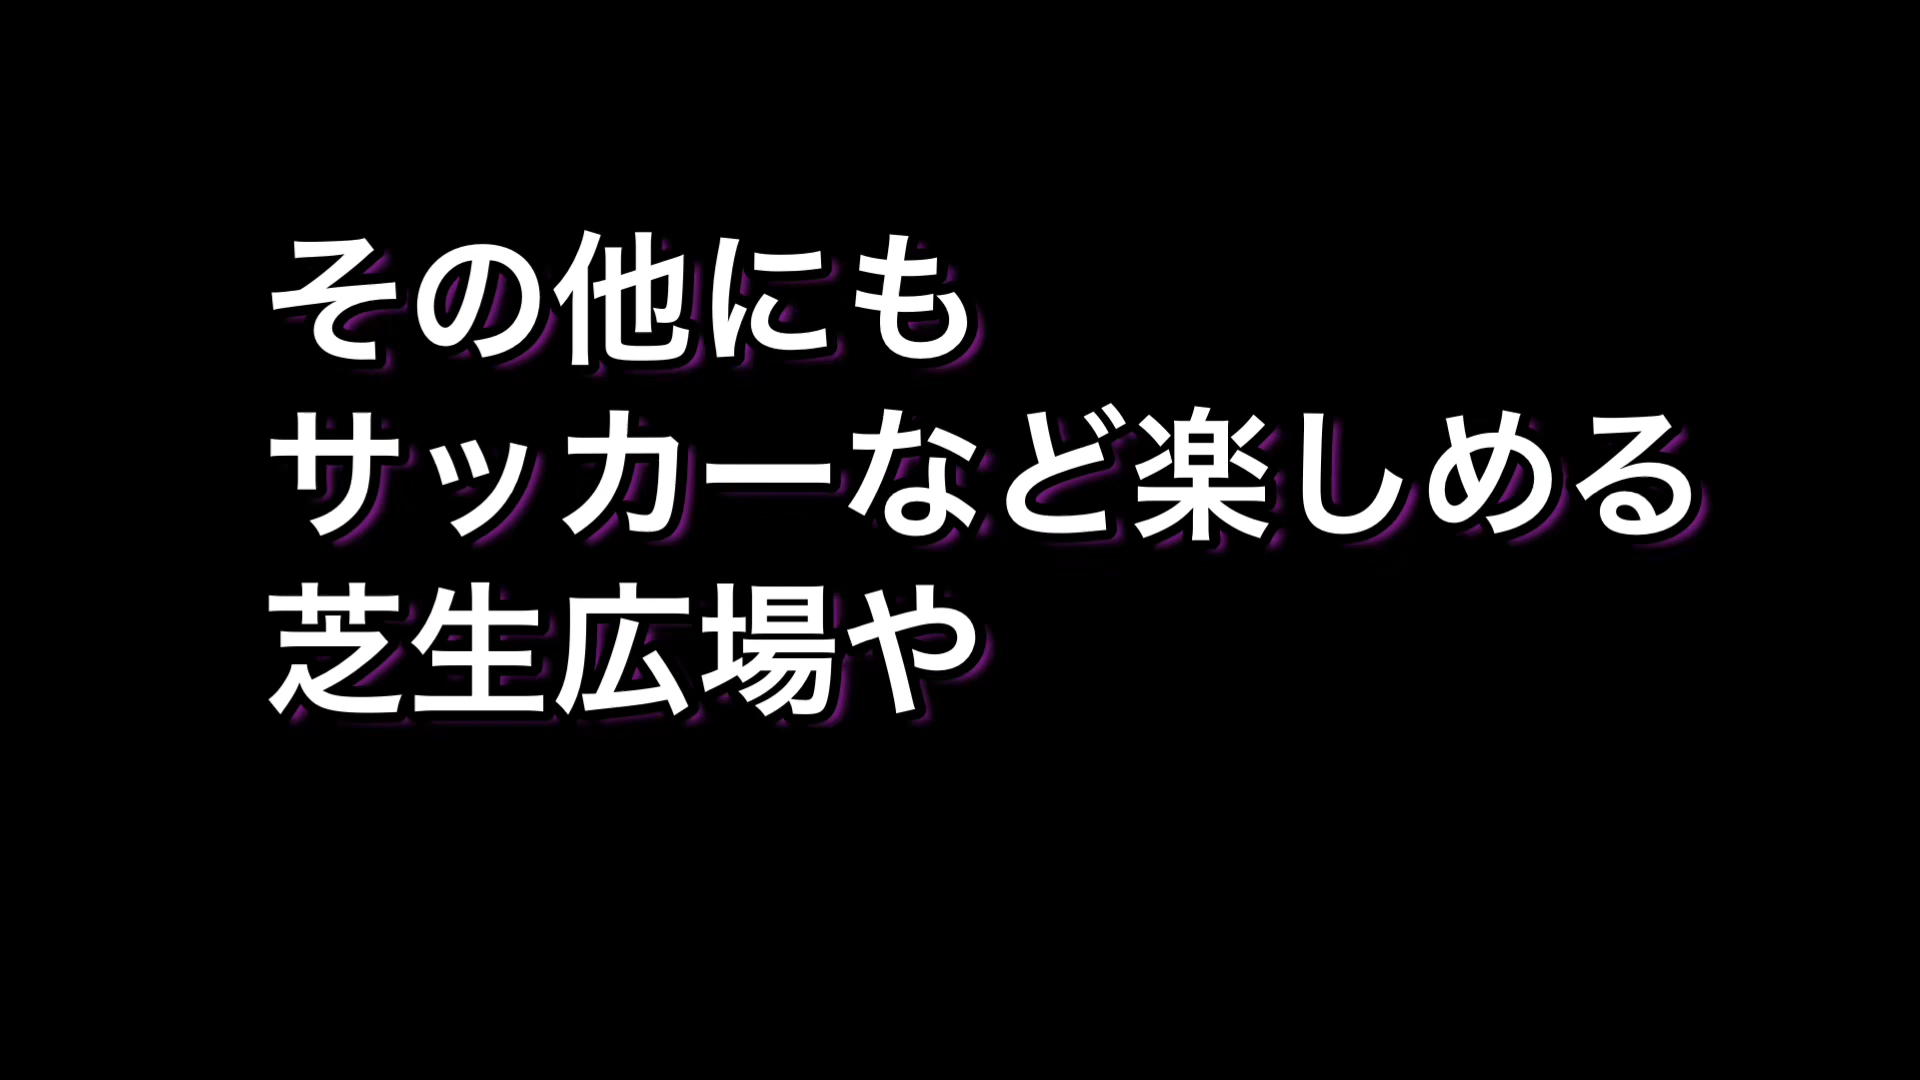 その他にも
サッカーなど楽しめる
芝生広場や